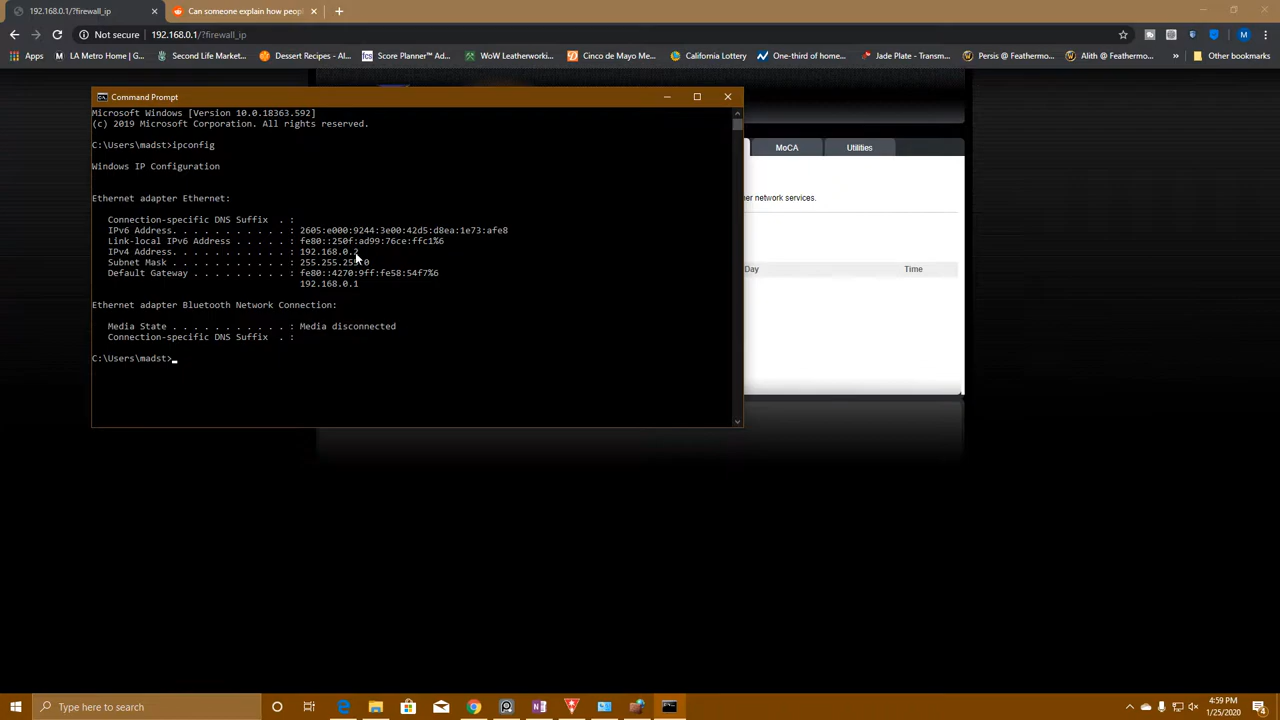 192.168.0.1/?firewall_ip
Can someone explain how peop
Not secure
192.168.0.1/?firewall_ip
M
Apps
LA Metro Home | G...
Second Life Market...
Dessert Recipes - Al...
fcs
Score Planner™ Ad...
WoW Leatherworki...
Cinco de Mayo Me...
California Lottery
One-third of home...
Jade Plate - Transm...
Persis @ Feathermo...
Alith @ Feathermo...
Other bookmarks
Command Prompt
Microsoft Windows [Version 10.0.18363.592]
(c) 2019 Microsoft Corporation. All rights reserved.
C:\Users\madst>ipconfig
Windows IP Configuration
Ethernet adapter Ethernet:
Connection-specific DNS Suffix . :
IPv6 Address. . . . . . . . . . . : 2605:e000:9244:3e00:42d5:d8ea:1e73:afe8
Link-local IPv6 Address . . . . . : fe80::250f:ad99:76ce:ffc1%6
IPv4 Address. . . . . . . . . . . : 192.168.0.2
Subnet Mask . . . . . . . . . . . : 255.255.255.0
Default Gateway . . . . . . . . . : fe80::4270:9ff:fe58:54f7%6
192.168.0.1
Ethernet adapter Bluetooth Network Connection:
Media State . . . . . . . . . . . : Media disconnected
Connection-specific DNS Suffix . :
C:\Users\madst>
MoCA
Utilities
er network services.
Day
Time
Type here to search
4:59 PM
1/25/2020
4